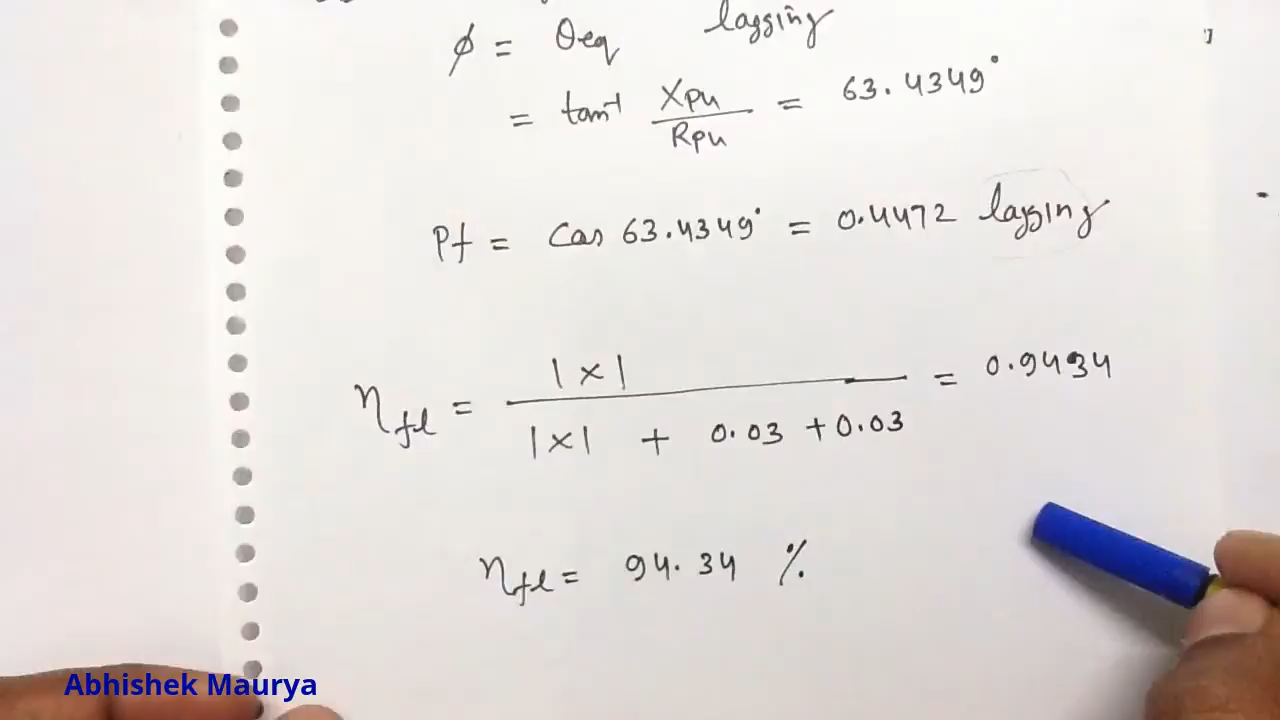 ϕ = θeq lagging
= tan⁻¹ Xpu / Rpu = 63.4349°
Pf = Cos 63.4349° = 0.4472 lagging
ηfl = 1×1 / 1×1 + 0.03 + 0.03 = 0.9434
ηfl = 94.34 %
Abhishek Maurya